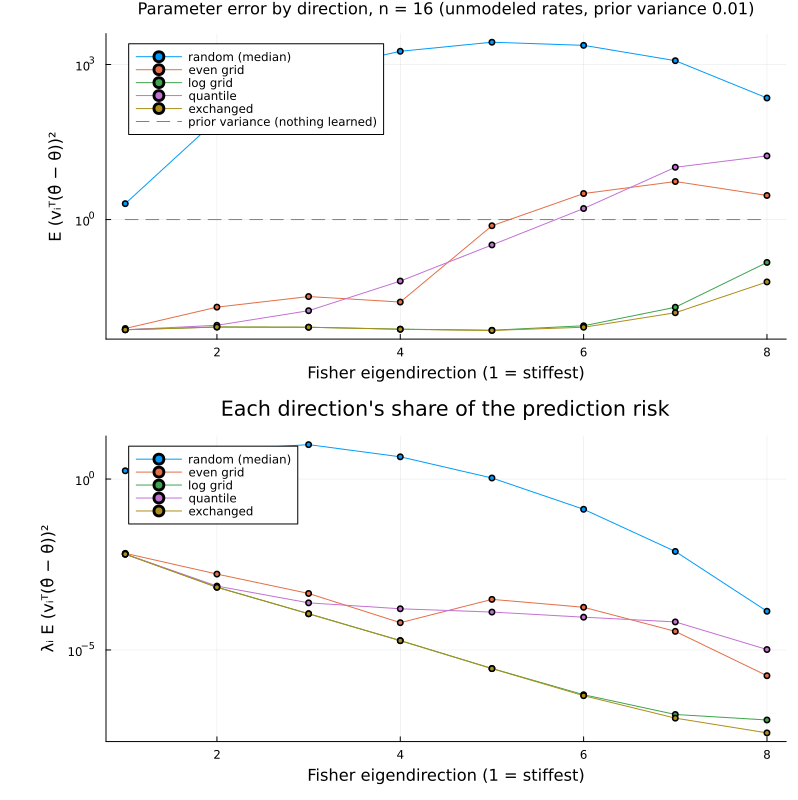 Parameter error by direction, n = 16 (unmodeled rates, prior variance 0.01)
random (median)
even grid
log grid
quantile
exchanged
prior variance (nothing learned)
10³
10⁰
E (vᵢᵀ(θ − θ))²
2
4
6
8
Fisher eigendirection (1 = stiffest)
Each direction's share of the prediction risk
random (median)
even grid
log grid
quantile
exchanged
10⁰
10⁻⁵
λᵢ E (vᵢᵀ(θ − θ))²
2
4
6
8
Fisher eigendirection (1 = stiffest)